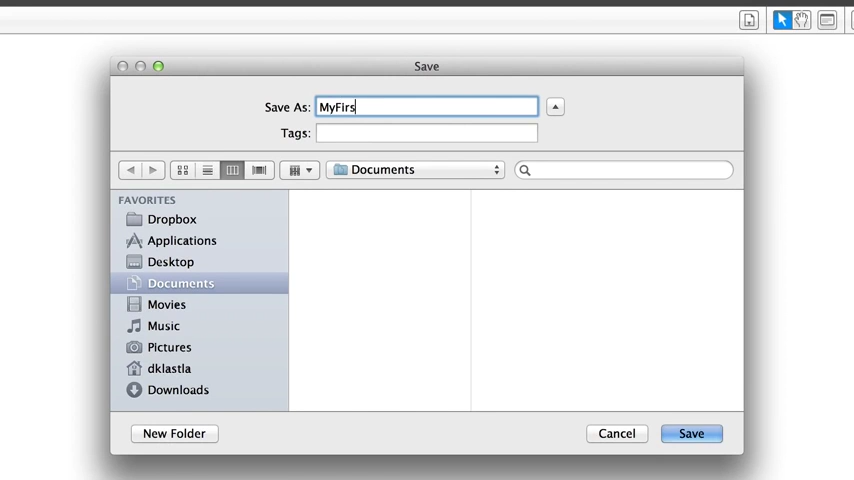 Save
Save As: MyFirs
Tags:
Documents
FAVORITES
Dropbox
Applications
Desktop
Documents
Movies
Music
Pictures
dklastla
Downloads
New Folder
Cancel
Save